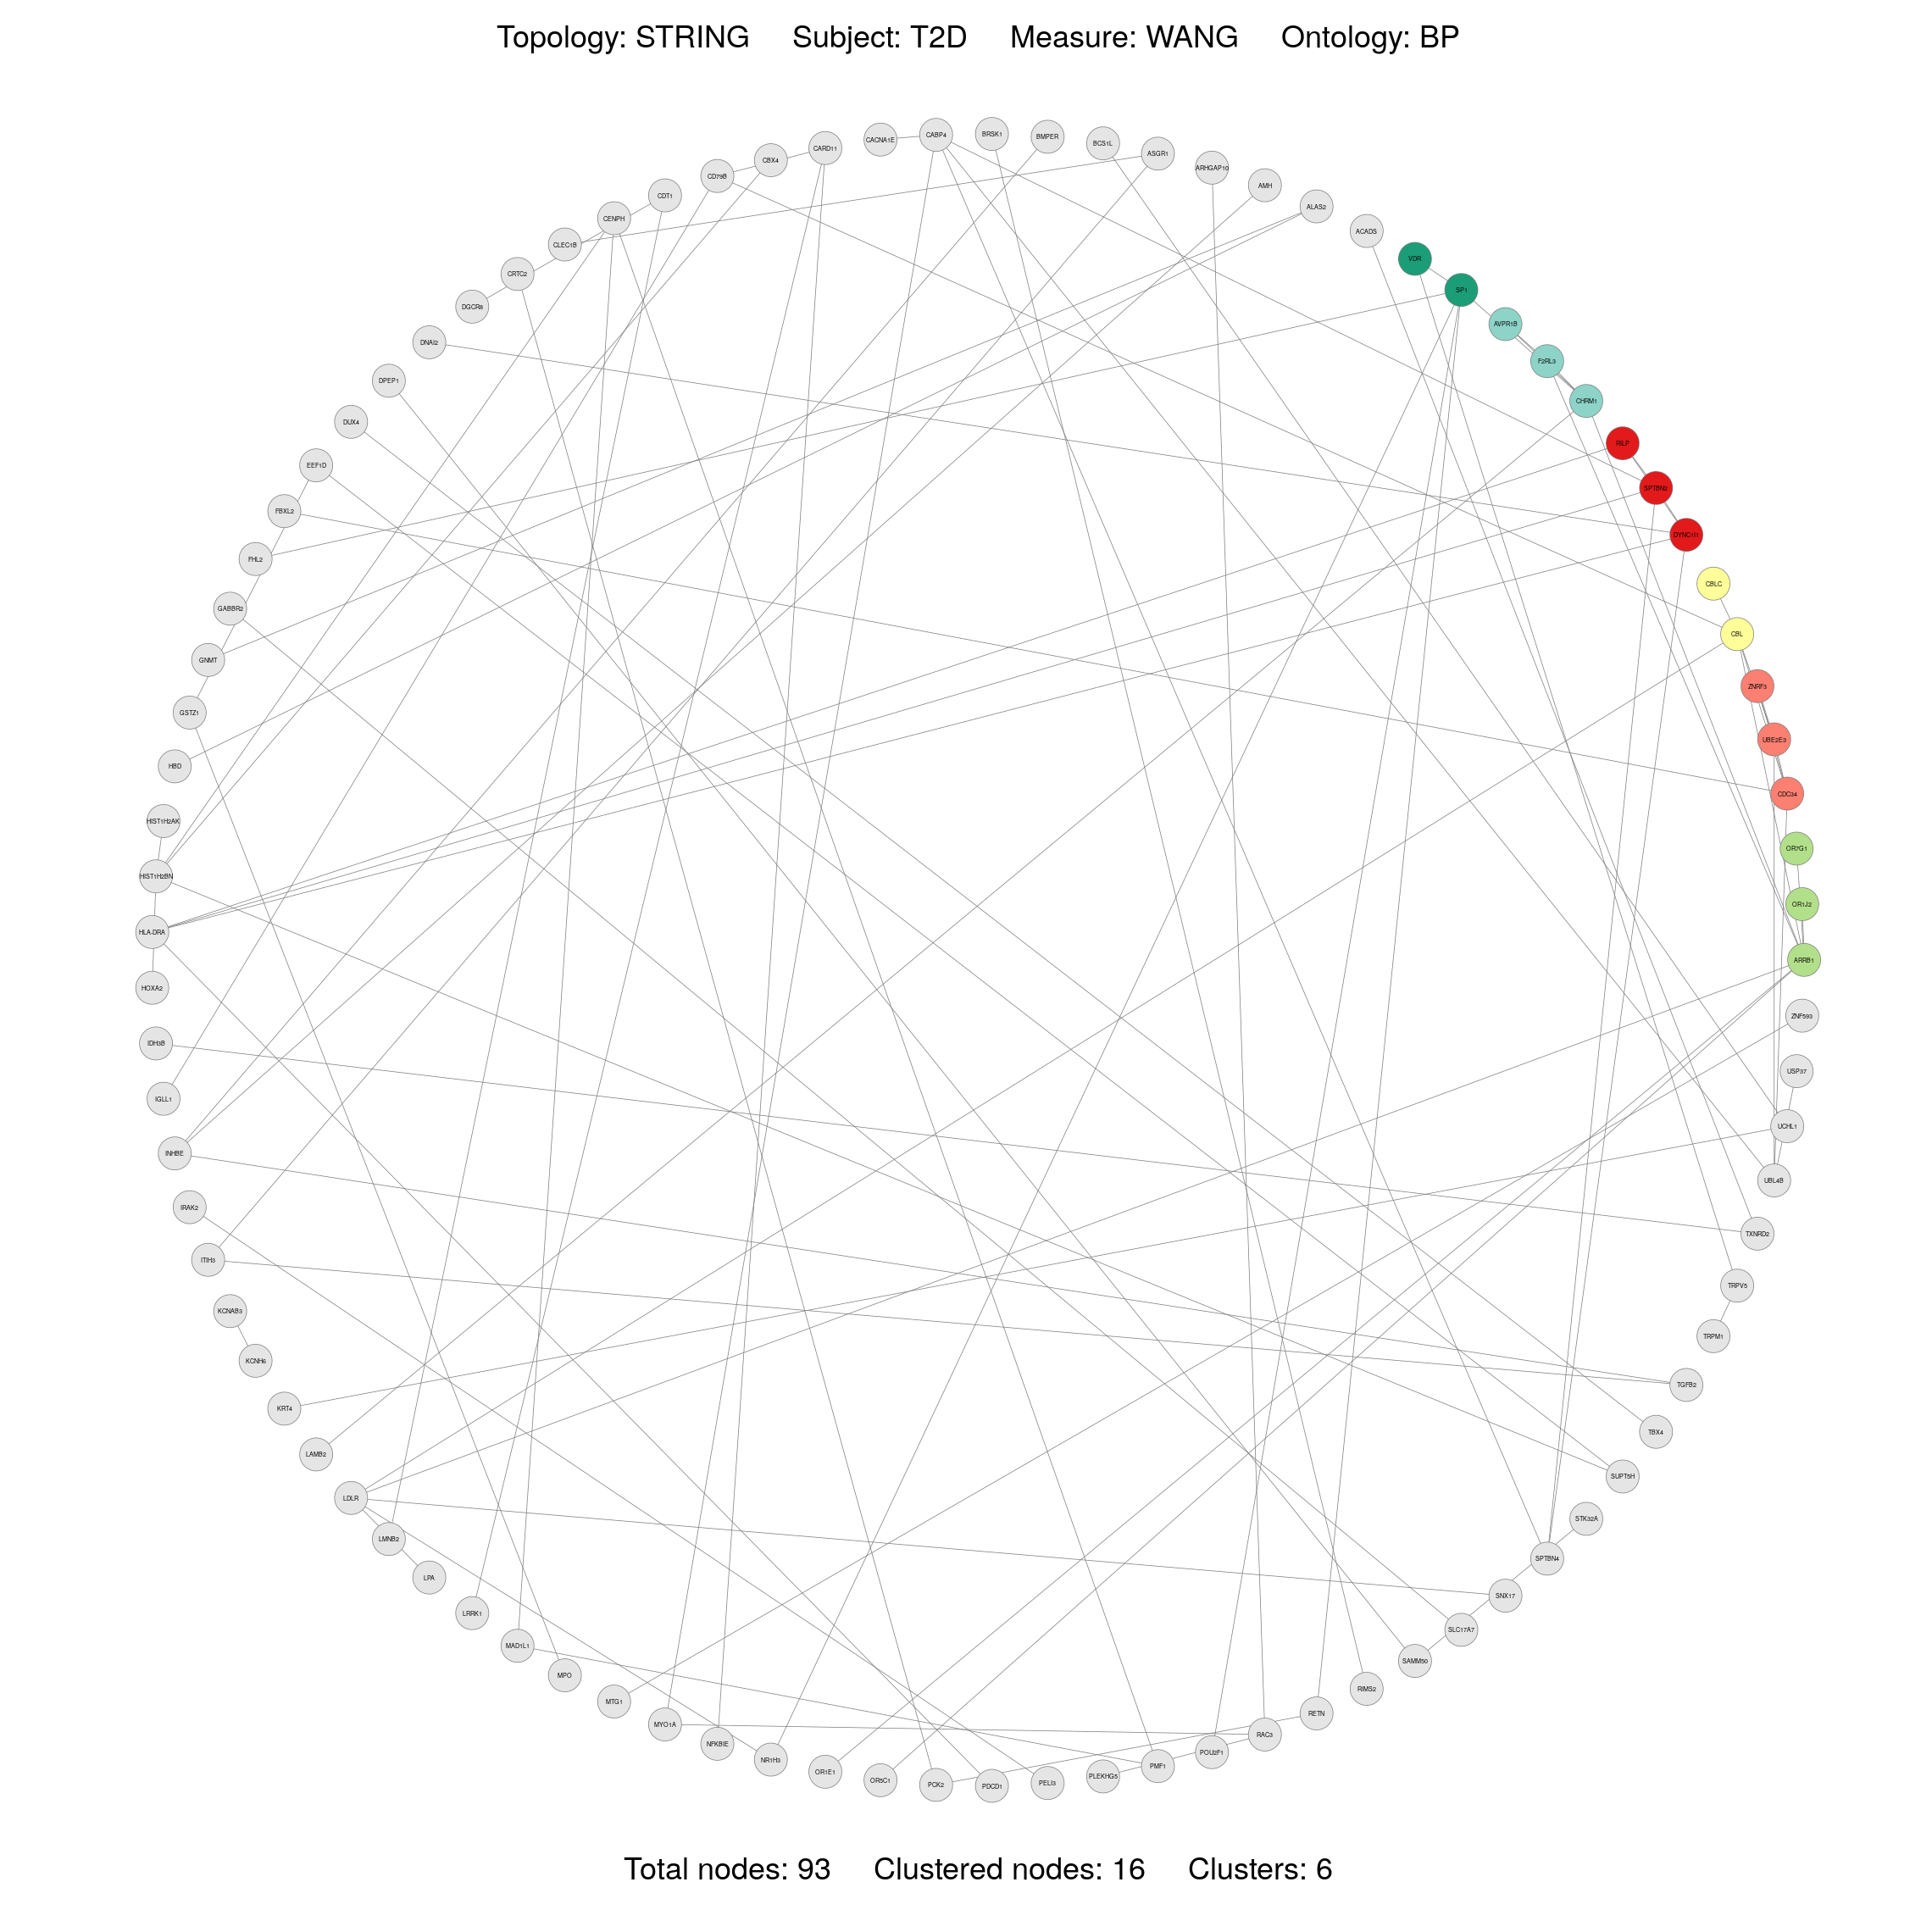 Topology: STRING Subject: T2D Measure: WANG Ontology: BP
CACNA1E
CABP4
BRSK1
BMPER
BCS1L
ASGR1
ARHGAP10
AMH
ALAS2
ACADS
VDR
SP1
AVPR1B
F2RL3
CHRM1
RILP
SPTBN2
DYNC1I1
CBLC
CBL
ZNRF3
UBE2E3
CDC34
OR7G1
OR1J2
ARRB1
ZNF593
USP37
UCHL1
UBL4B
TXNRD2
TRPV5
TRPM1
TGFB2
TBX4
SUPT5H
STK32A
SPTBN4
SNX17
SLC17A7
SAMM50
RIMS2
RETN
RAC3
POU2F1
PMF1
PLEKHG5
PELI3
PDCD1
PCK2
OR5C1
OR1E1
NR1H3
NFKBIE
MYO1A
MTG1
MPO
MAD1L1
LRRK1
LPA
LMNB2
LDLR
LAMB2
KRT4
KCNH6
KCNAB3
ITIH3
IRAK2
INHBE
IGLL1
IDH3B
HOXA2
HLA-DRA
HIST1H2BN
HIST1H2AK
HBD
GSTZ1
GNMT
GABBR2
FHL2
FBXL2
EEF1D
DUX4
DPEP1
DNAI2
DGCR8
CRTC2
CLEC1B
CENPH
CDT1
CD79B
CBX4
CARD11
Total nodes: 93 Clustered nodes: 16 Clusters: 6